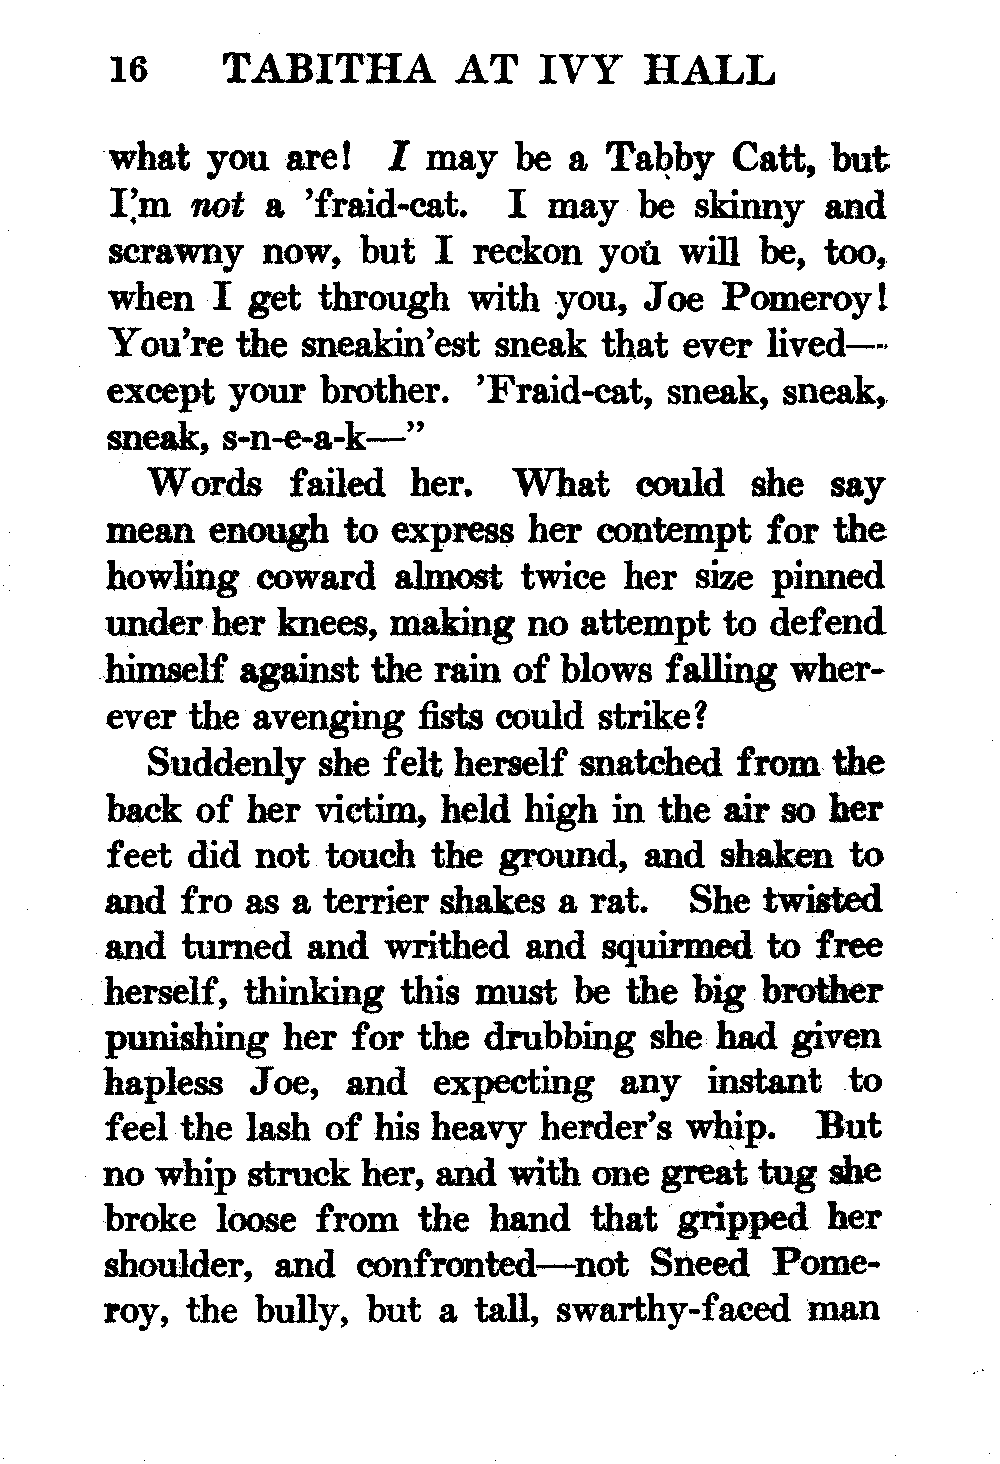 16 TABITHA AT IVY HALL
what you are! I may be a Tabby Catt, but
I'm not a 'fraid-cat. I may be skinny and
scrawny now, but I reckon you will be, too,
when I get through with you, Joe Pomeroy!
You're the sneakin'est sneak that ever lived—
except your brother. 'Fraid-cat, sneak, sneak,
sneak, s-n-e-a-k—"
Words failed her. What could she say
mean enough to express her contempt for the
howling coward almost twice her size pinned
under her knees, making no attempt to defend
himself against the rain of blows falling wher-
ever the avenging fists could strike?
Suddenly she felt herself snatched from the
back of her victim, held high in the air so her
feet did not touch the ground, and shaken to
and fro as a terrier shakes a rat. She twisted
and turned and writhed and squirmed to free
herself, thinking this must be the big brother
punishing her for the drubbing she had given
hapless Joe, and expecting any instant to
feel the lash of his heavy herder's whip. But
no whip struck her, and with one great tug she
broke loose from the hand that gripped her
shoulder, and confronted—not Sneed Pome-
roy, the bully, but a tall, swarthy-faced man